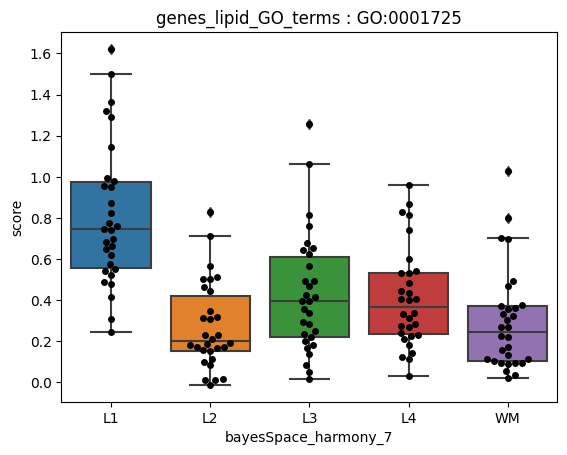 genes_lipid_GO_terms : GO:0001725
1.6
1.4
1.2
1.0
0.8
0.6
0.4
0.2
0.0
score
L1 L2 L3 L4 WM
bayesSpace_harmony_7